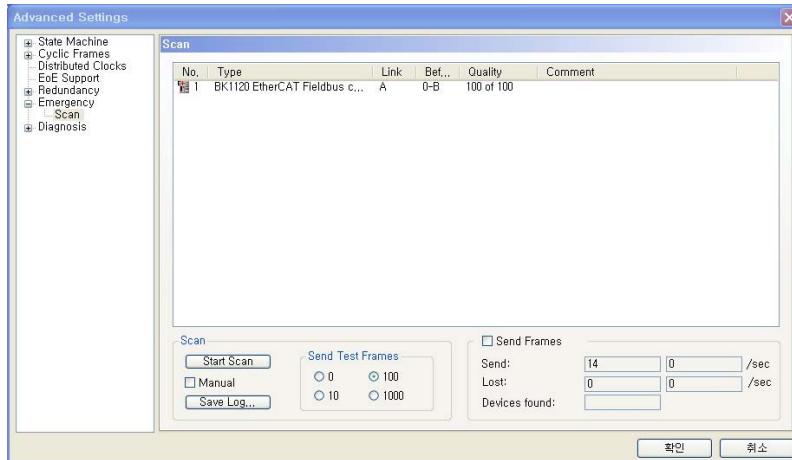 Advanced Settings
State Machine
Cyclic Frames
Distributed Clocks
EoE Support
Redundancy
Emergency
Scan
Diagnosis
Scan
No. Type Link Bef... Quality Comment
1 BK1120 EtherCAT Fieldbus c... A 0-B 100 of 100
Scan
Start Scan
Manual
Save Log...
Send Test Frames
0 100
10 1000
Send Frames
Send: 14 0 /sec
Lost: 0 0 /sec
Devices found:
확인 취소